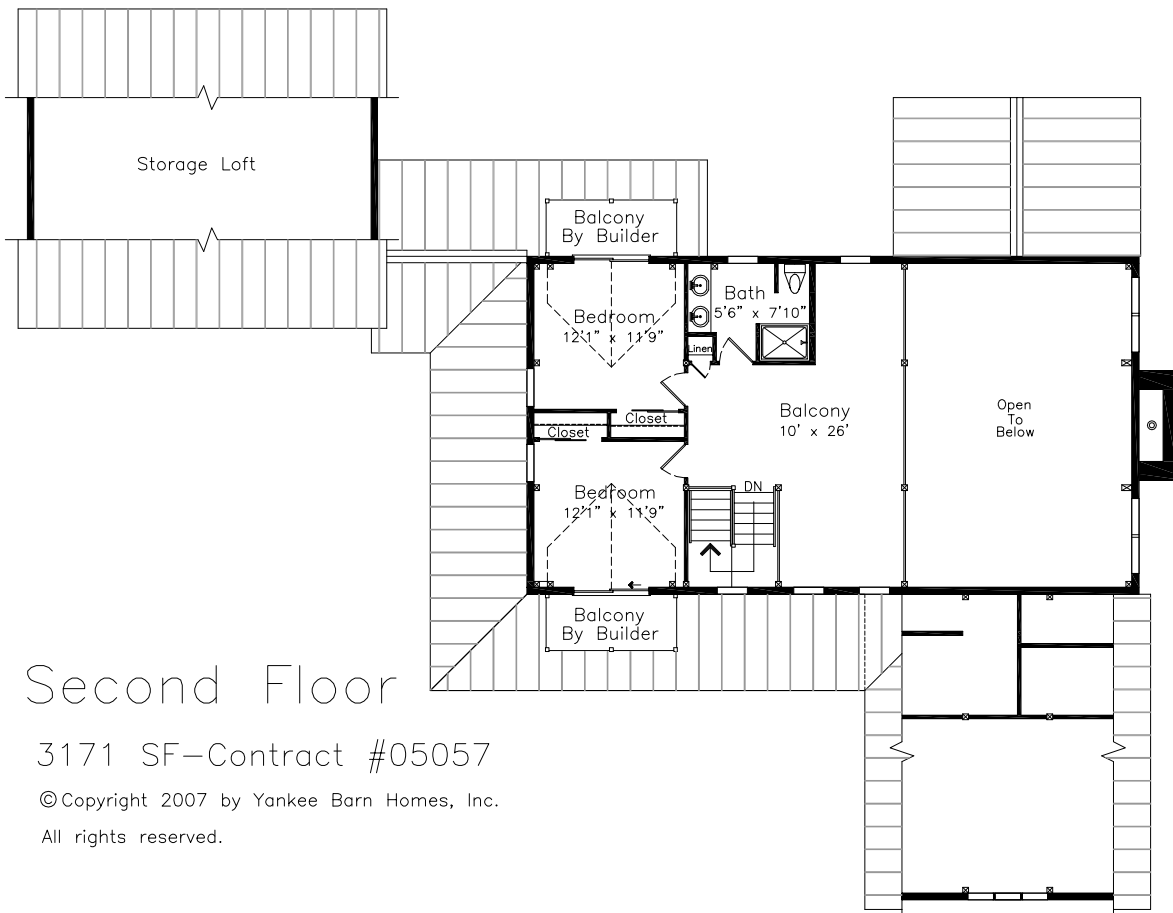 Storage Loft
Balcony
By Builder
Bedroom
12'1" x 11'9"
Bath
5'6" x 7'10"
Linen
Closet
Closet
Balcony
10' x 26'
Open
To
Below
Bedroom
12'1" x 11'9"
DN
Balcony
By Builder
Second Floor
3171 SF-Contract #05057
© Copyright 2007 by Yankee Barn Homes, Inc.
All rights reserved.